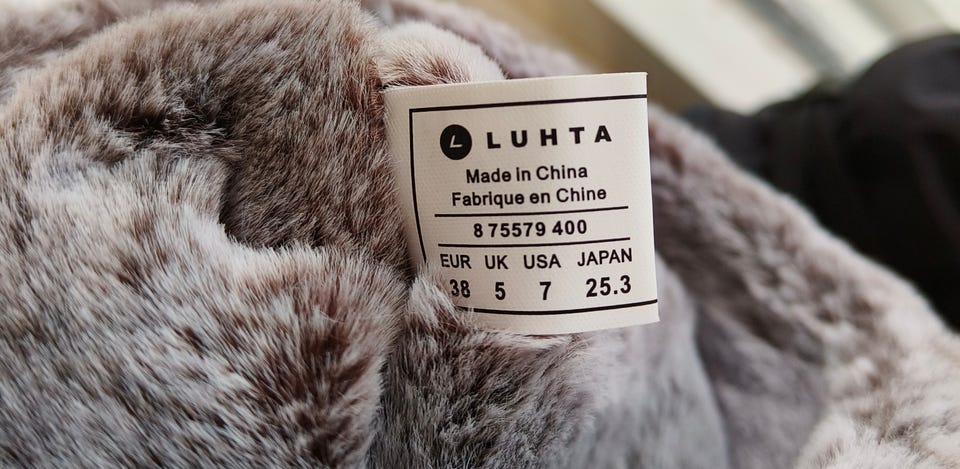 L LUHTA
Made in China
Fabrique en Chine
8 75579 400
EUR UK USA JAPAN
38 5 7 25.3